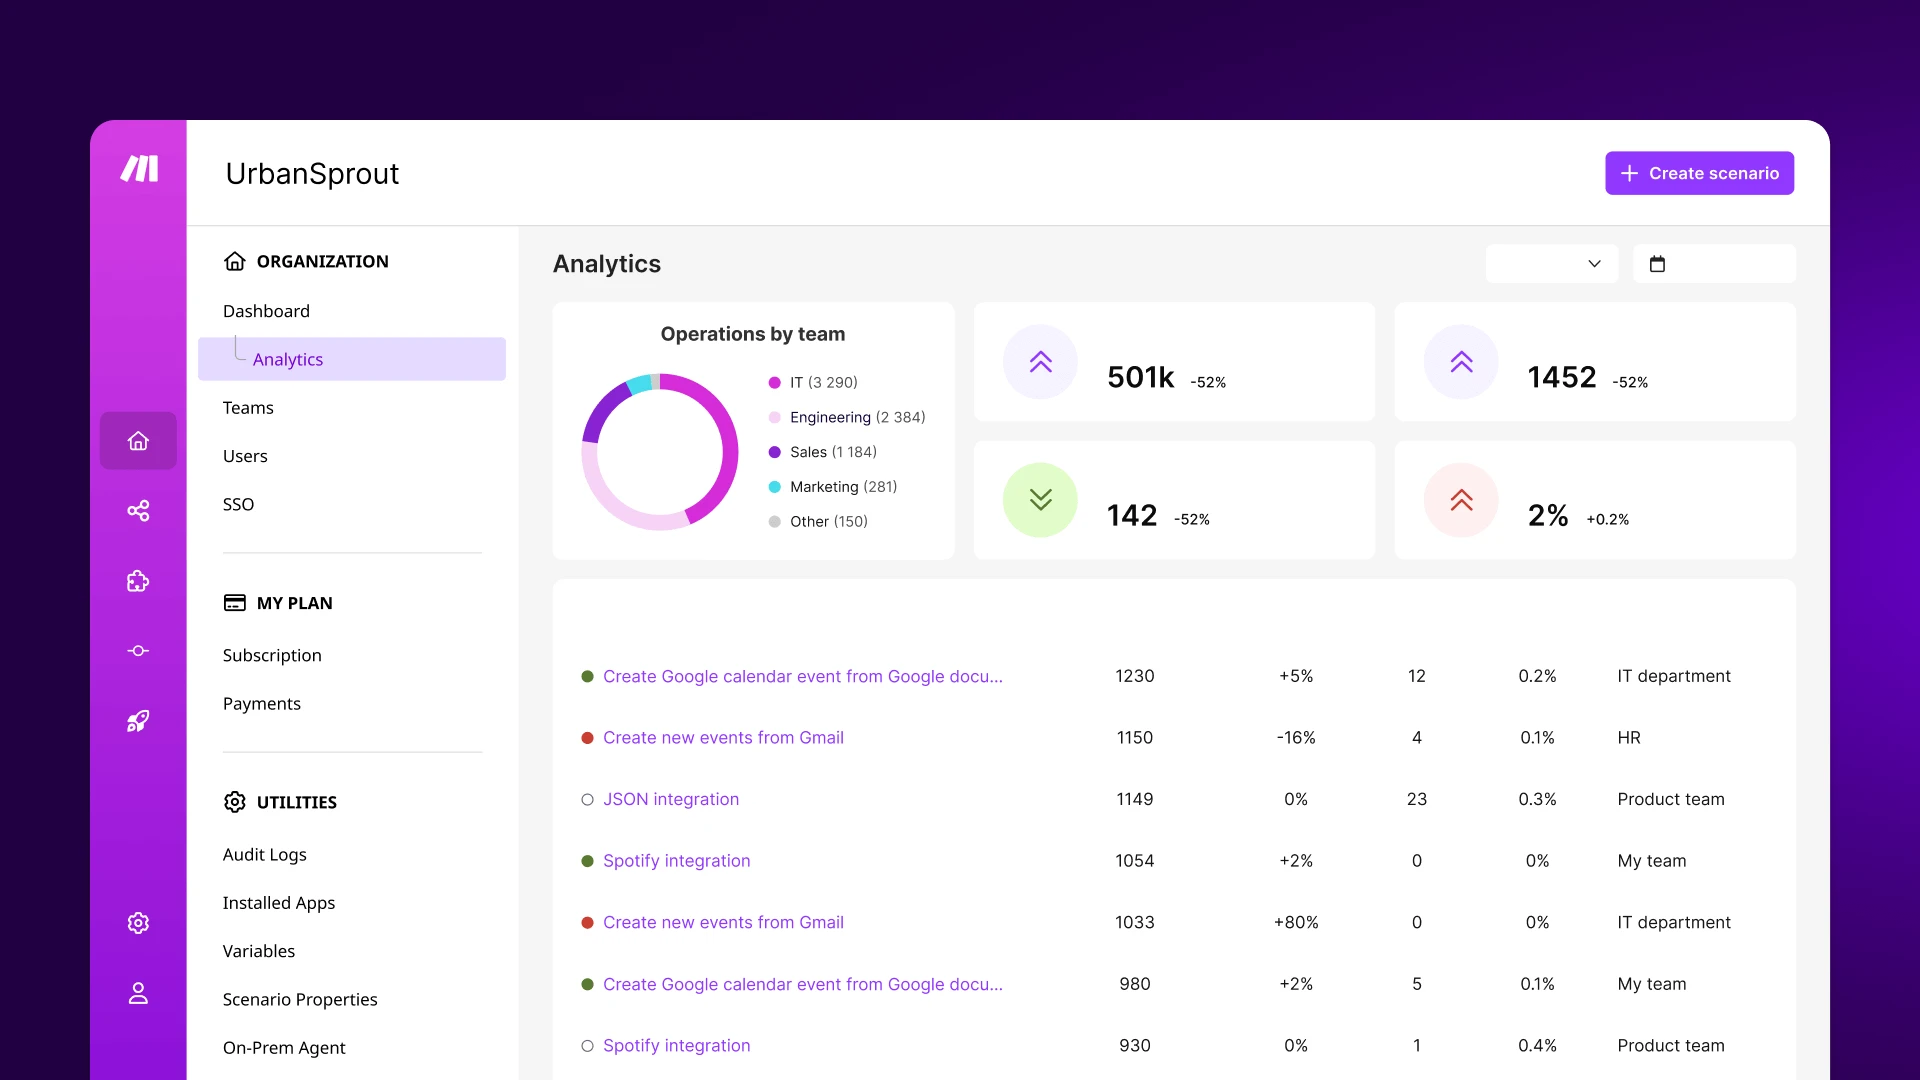 UrbanSprout
+ Create scenario
ORGANIZATION
Dashboard
Analytics
Teams
Users
SSO
MY PLAN
Subscription
Payments
UTILITIES
Audit Logs
Installed Apps
Variables
Scenario Properties
On-Prem Agent
Analytics
Operations by team
IT (3 290)
Engineering (2 384)
Sales (1 184)
Marketing (281)
Other (150)
501k -52%
1452 -52%
142 -52%
2% +0.2%
Create Google calendar event from Google docu... 1230 +5% 12 0.2% IT department
Create new events from Gmail 1150 -16% 4 0.1% HR
JSON integration 1149 0% 23 0.3% Product team
Spotify integration 1054 +2% 0 0% My team
Create new events from Gmail 1033 +80% 0 0% IT department
Create Google calendar event from Google docu... 980 +2% 5 0.1% My team
Spotify integration 930 0% 1 0.4% Product team